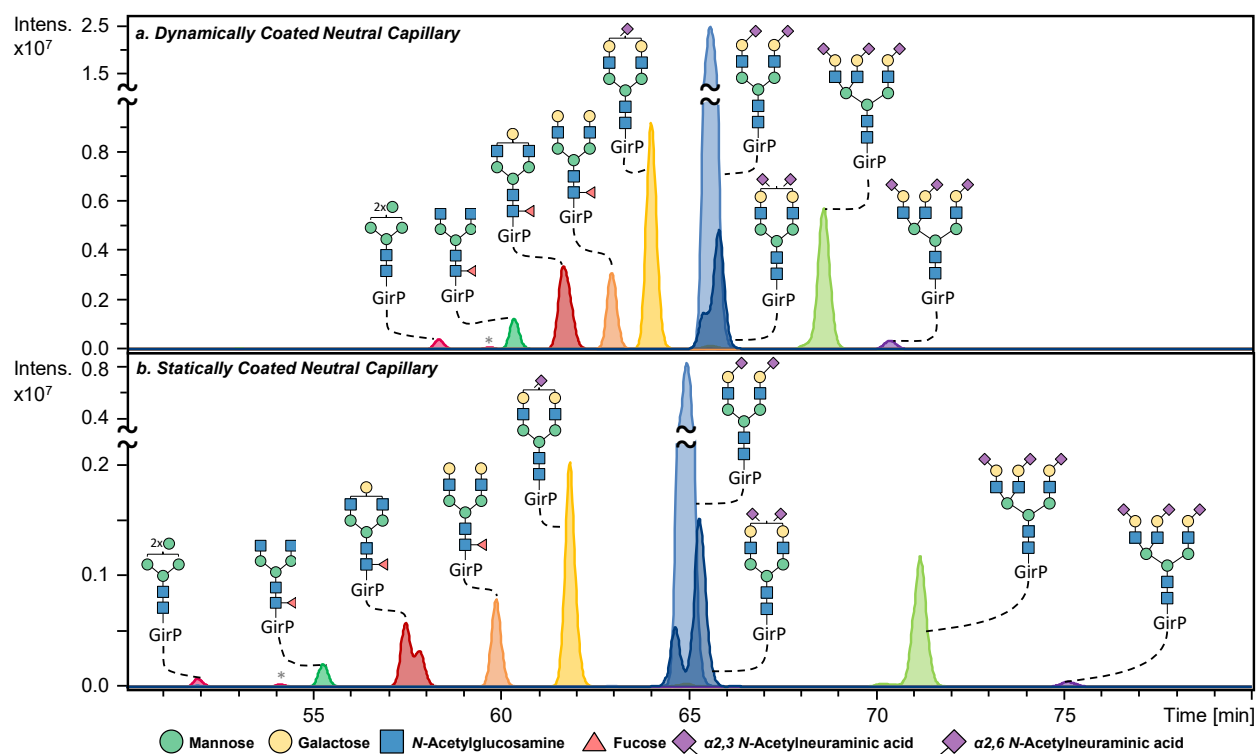 Intens.
x10⁷
a. Dynamically Coated Neutral Capillary
2.5
1.5
0.8
0.6
0.4
0.2
0.0
2x
GirP
GirP
GirP
GirP
GirP
GirP
GirP
GirP
GirP
*
Intens.
x10⁷
b. Statically Coated Neutral Capillary
0.8
0.4
0.2
0.1
0.0
2x
GirP
GirP
GirP
GirP
GirP
GirP
GirP
GirP
GirP
*
55 60 65 70 75 Time [min]
Mannose Galactose N-Acetylglucosamine Fucose α2,3 N-Acetylneuraminic acid α2,6 N-Acetylneuraminic acid